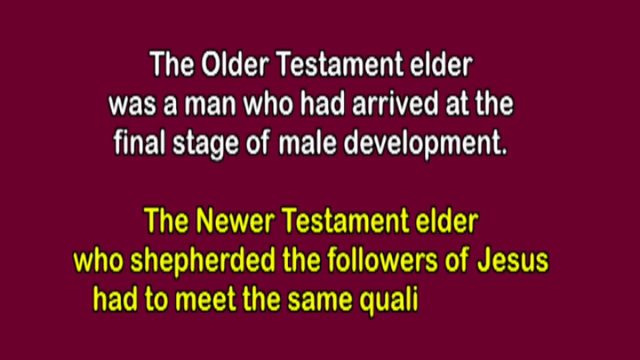 The Older Testament elder
was a man who had arrived at the
final stage of male development.
The Newer Testament elder
who shepherded the followers of Jesus
had to meet the same quali